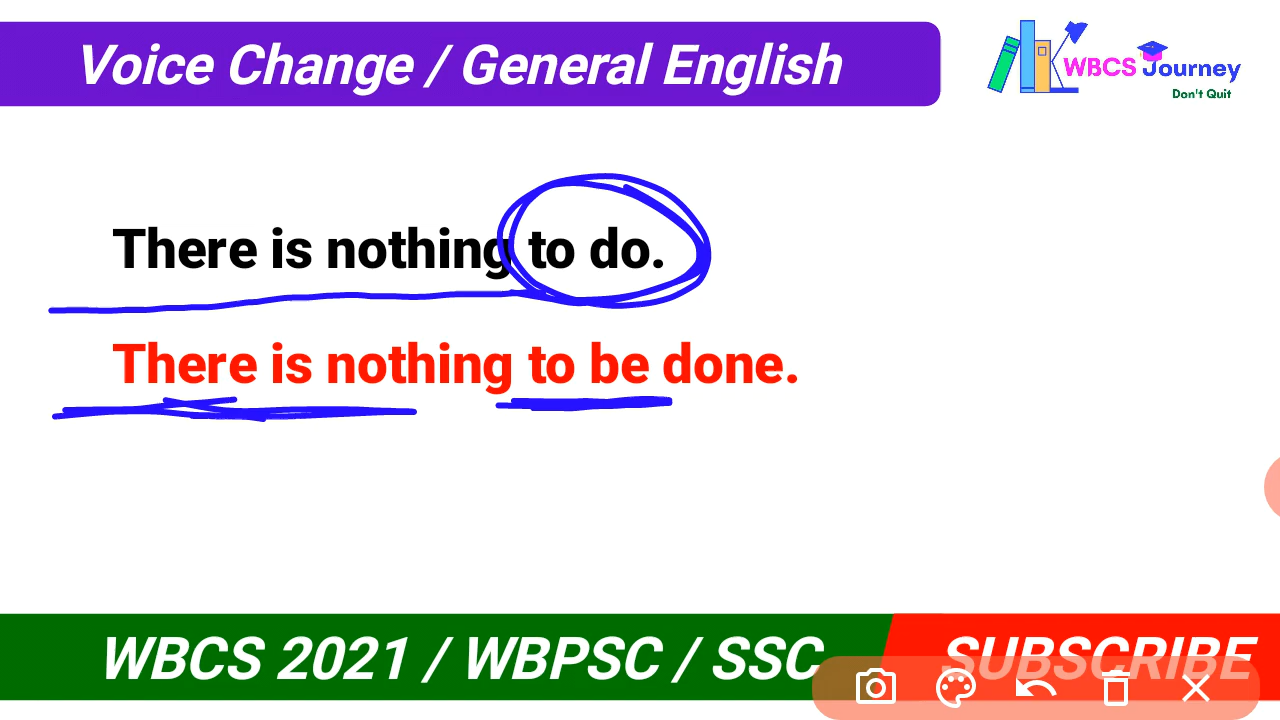 Voice Change / General English
WBCS Journey
Don't Quit
There is nothing to do.
There is nothing to be done.
WBCS 2021 / WBPSC / SSC
SUBSCRIBE